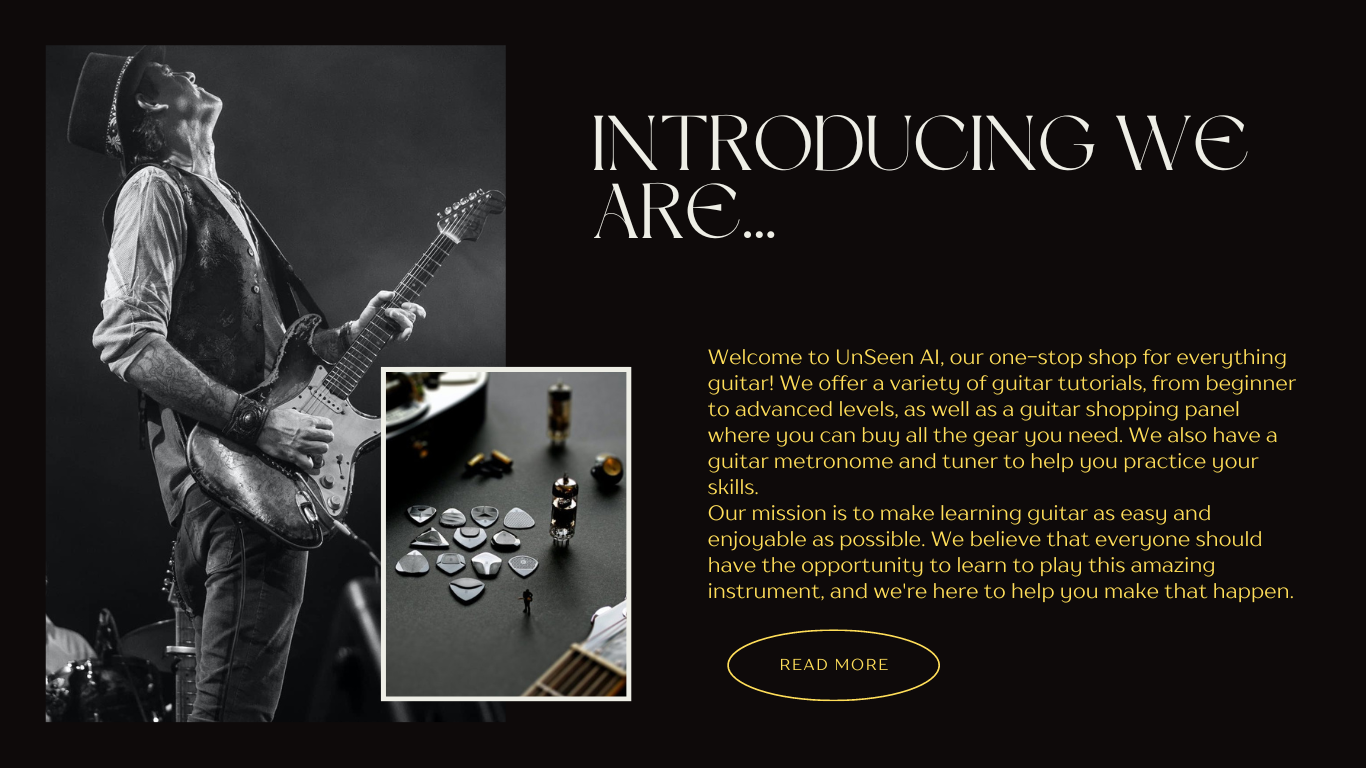 INTRODUCING WE
ARE...
Welcome to UnSeen AI, our one-stop shop for everything
guitar! We offer a variety of guitar tutorials, from beginner
to advanced levels, as well as a guitar shopping panel
where you can buy all the gear you need. We also have a
guitar metronome and tuner to help you practice your
skills.
Our mission is to make learning guitar as easy and
enjoyable as possible. We believe that everyone should
have the opportunity to learn to play this amazing
instrument, and we're here to help you make that happen.
READ MORE